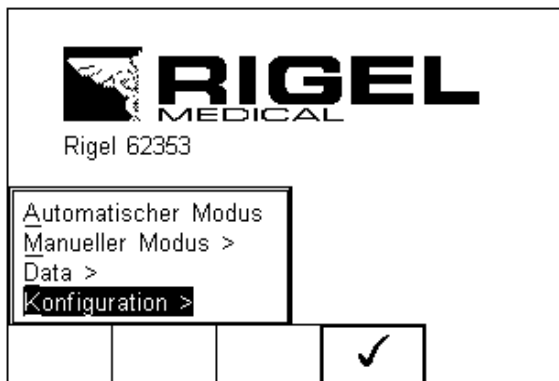 RIGEL
MEDICAL
Rigel 62353
Automatischer Modus
Manueller Modus >
Data >
Konfiguration >